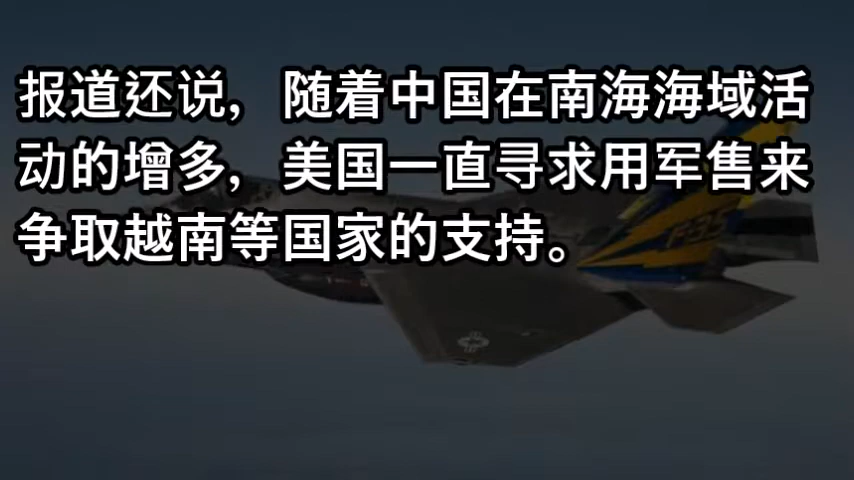 报道还说，随着中国在南海海域活
动的增多，美国一直寻求用军售来
争取越南等国家的支持。
F-35